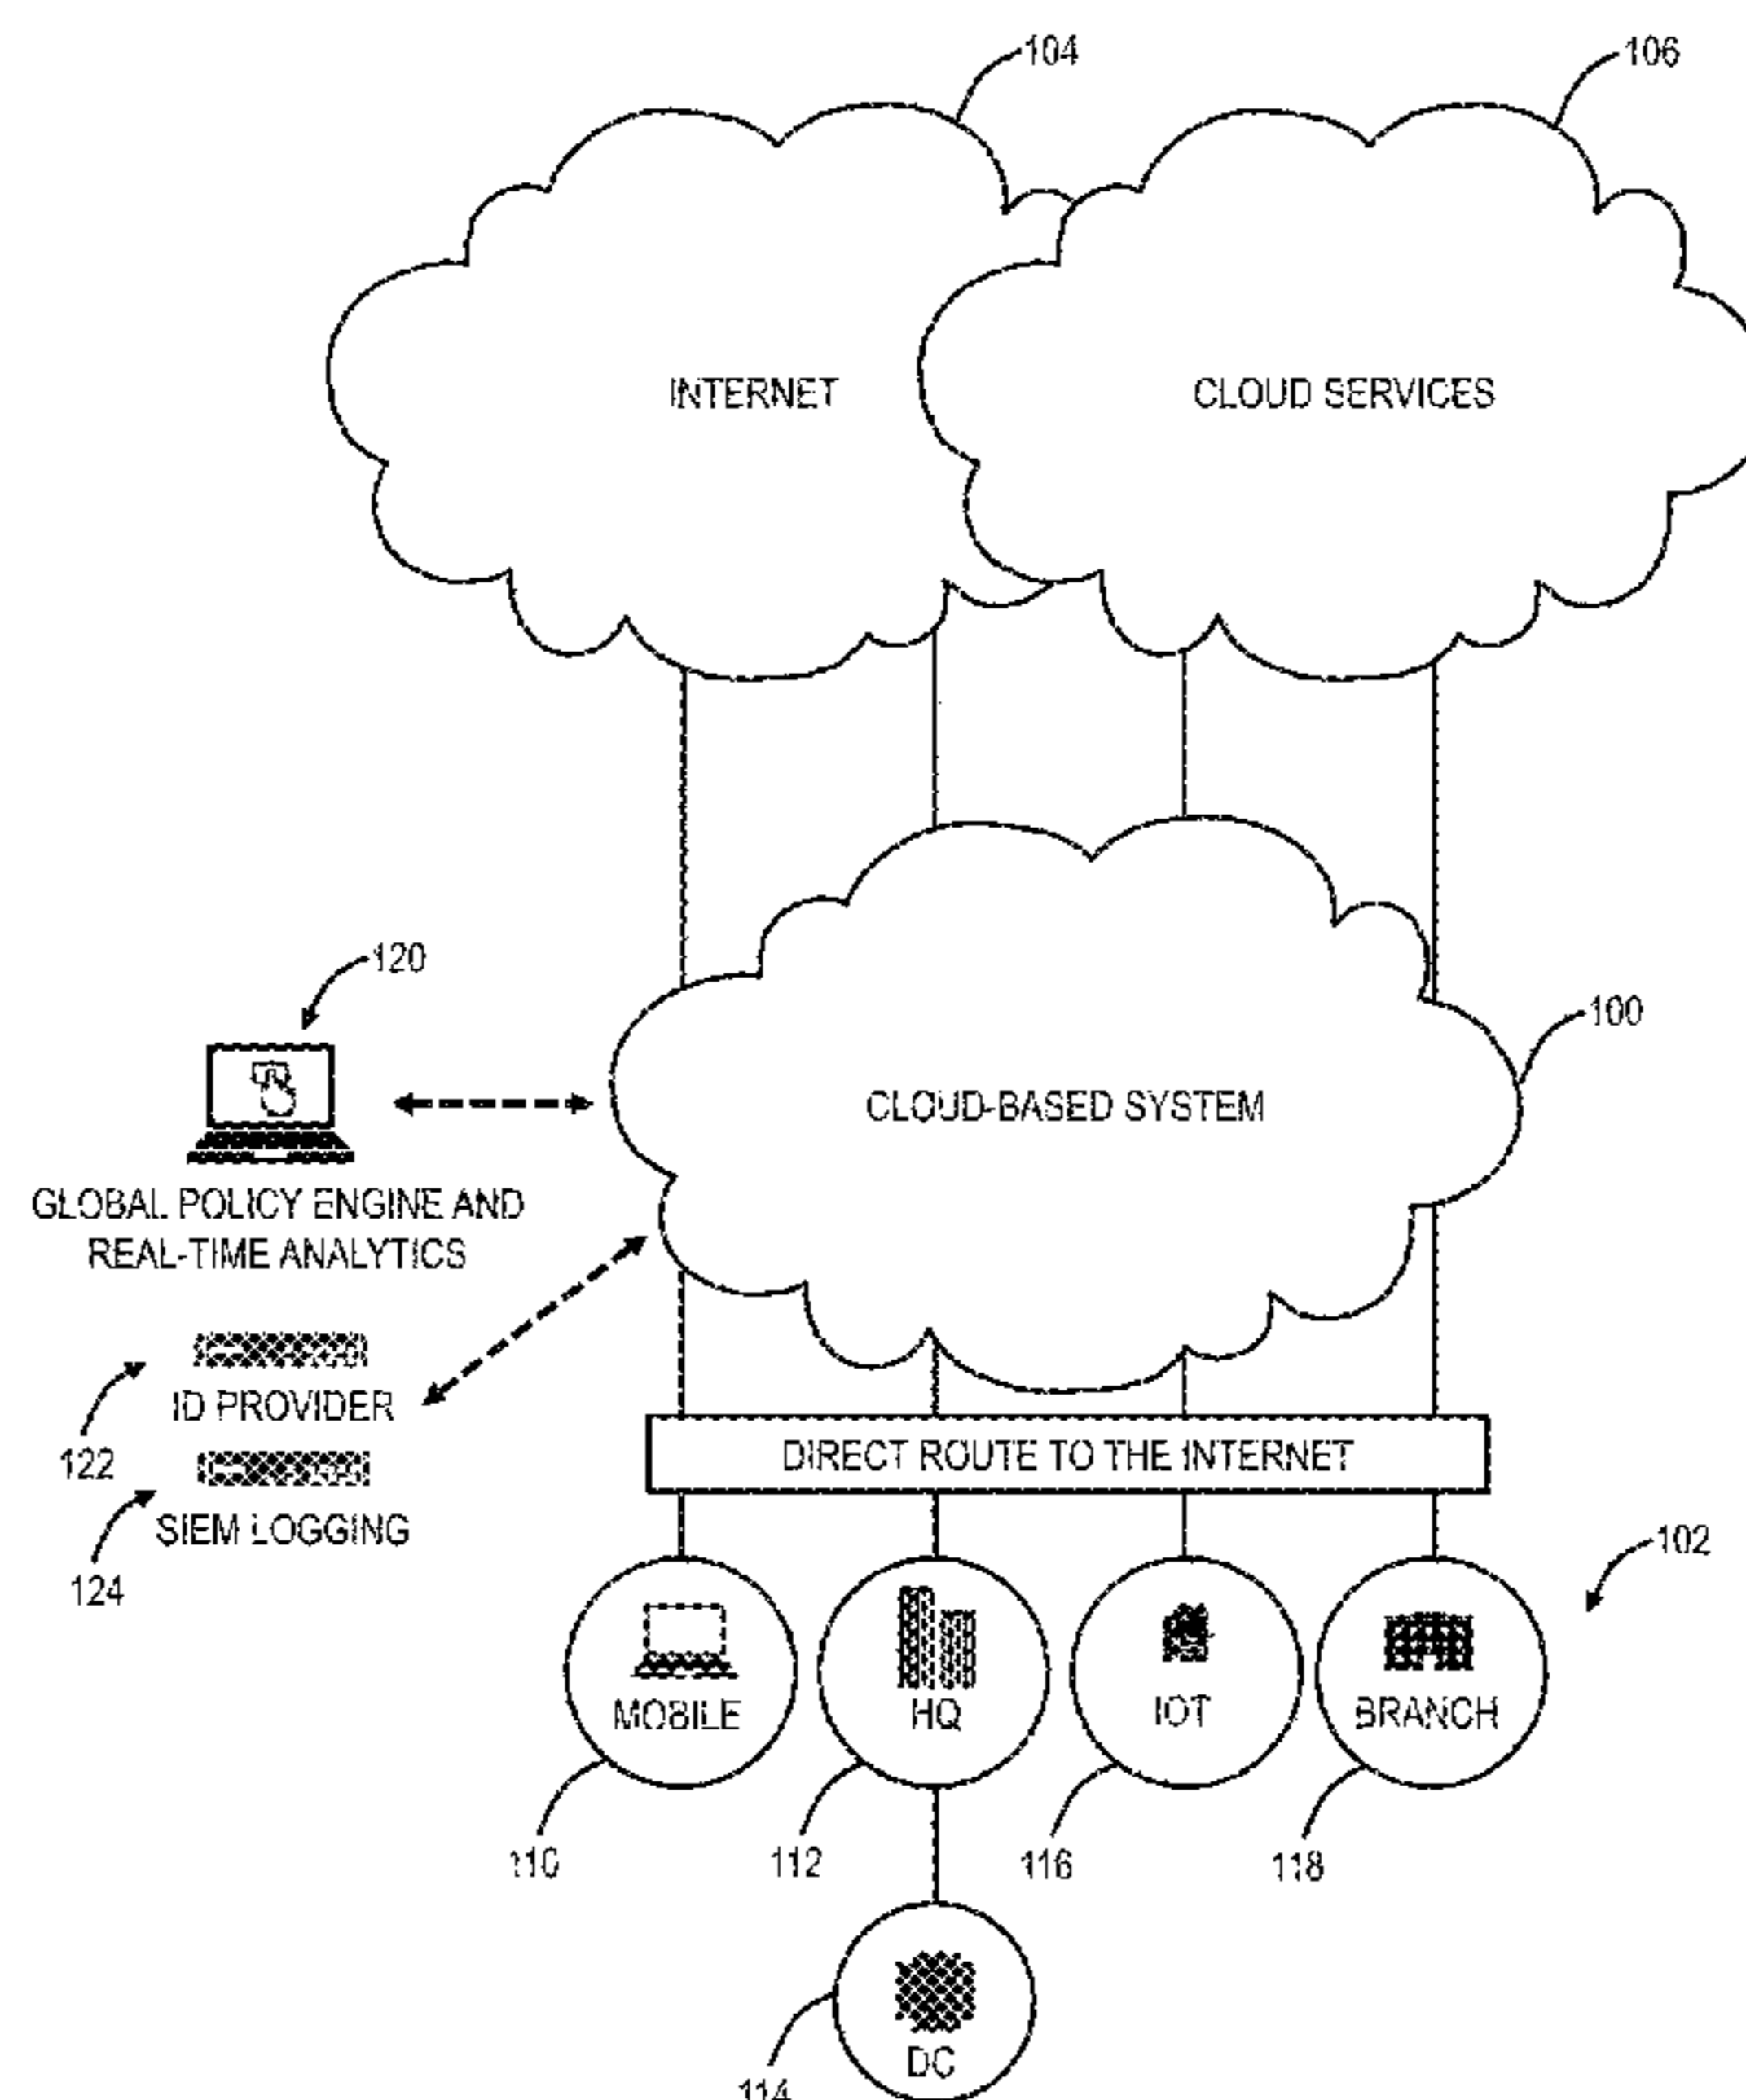 104
106
INTERNET
CLOUD SERVICES
120
100
CLOUD-BASED SYSTEM
GLOBAL POLICY ENGINE AND
REAL-TIME ANALYTICS
ID PROVIDER
122
DIRECT ROUTE TO THE INTERNET
SIEM LOGGING
124
102
MOBILE
HQ
IOT
BRANCH
110
112
116
118
DC
114